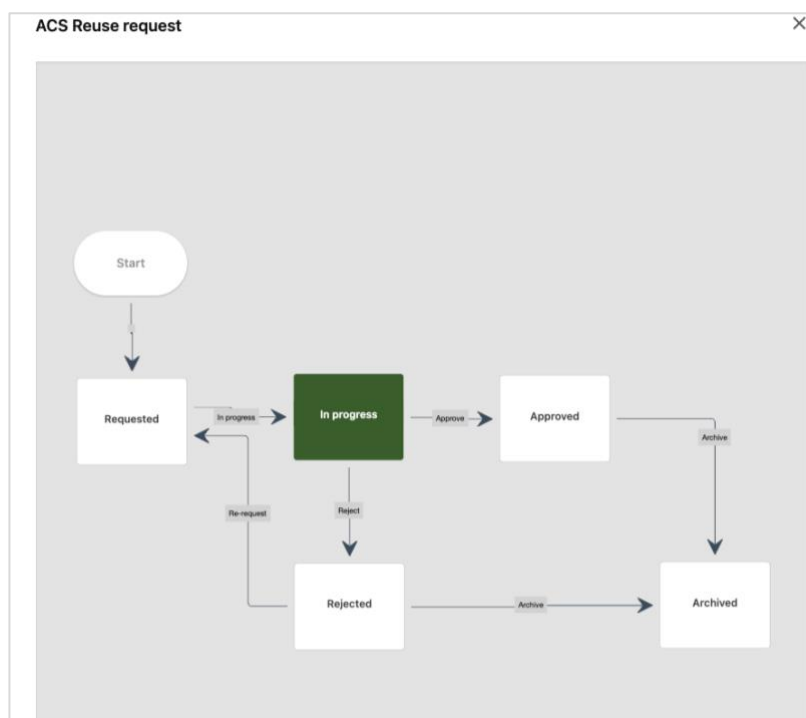 ACS Reuse request
Start
Requested
In progress
In progress
Approve
Approved
Archive
Re-request
Reject
Rejected
Archive
Archived